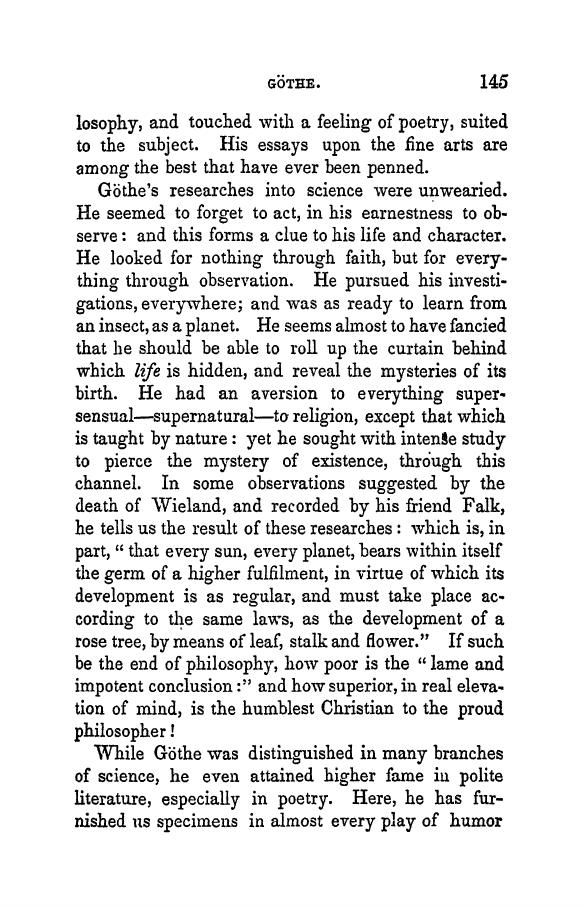 GÖTHE. 145
losophy, and touched with a feeling of poetry, suited
to the subject. His essays upon the fine arts are
among the best that have ever been penned.
Göthe's researches into science were unwearied.
He seemed to forget to act, in his earnestness to ob-
serve: and this forms a clue to his life and character.
He looked for nothing through faith, but for every-
thing through observation. He pursued his investi-
gations, everywhere; and was as ready to learn from
an insect, as a planet. He seems almost to have fancied
that he should be able to roll up the curtain behind
which life is hidden, and reveal the mysteries of its
birth. He had an aversion to everything super-
sensual—supernatural—to religion, except that which
is taught by nature: yet he sought with intense study
to pierce the mystery of existence, through this
channel. In some observations suggested by the
death of Wieland, and recorded by his friend Falk,
he tells us the result of these researches: which is, in
part, "that every sun, every planet, bears within itself
the germ of a higher fulfilment, in virtue of which its
development is as regular, and must take place ac-
cording to the same laws, as the development of a
rose tree, by means of leaf, stalk and flower." If such
be the end of philosophy, how poor is the "lame and
impotent conclusion:" and how superior, in real eleva-
tion of mind, is the humblest Christian to the proud
philosopher!
While Göthe was distinguished in many branches
of science, he even attained higher fame in polite
literature, especially in poetry. Here, he has fur-
nished us specimens in almost every play of humor